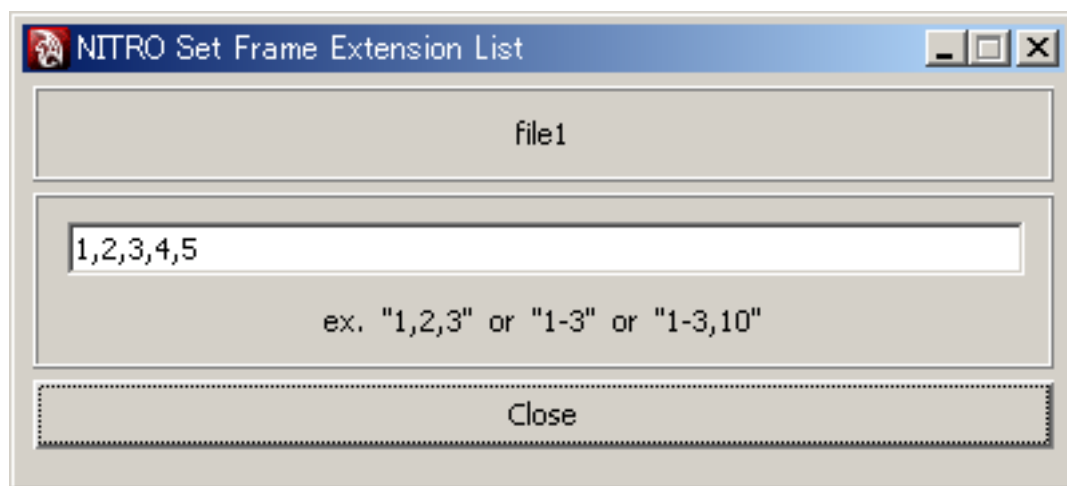 NITRO Set Frame Extension List
file1
1,2,3,4,5
ex. "1,2,3" or "1-3" or "1-3,10"
Close